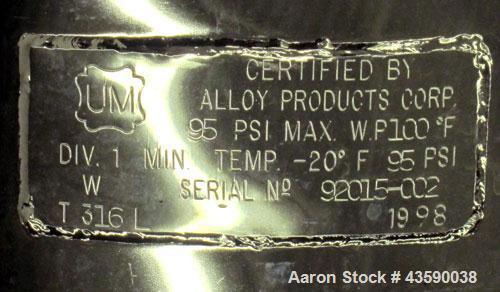 CERTIFIED BY
UM ALLOY PRODUCTS CORP.
95 PSI MAX. W.P100 °F
DIV. 1 MIN. TEMP. -20° F 95 PSI
W SERIAL Nº 92015-002
T 316 L 1998
Aaron Stock # 43590038